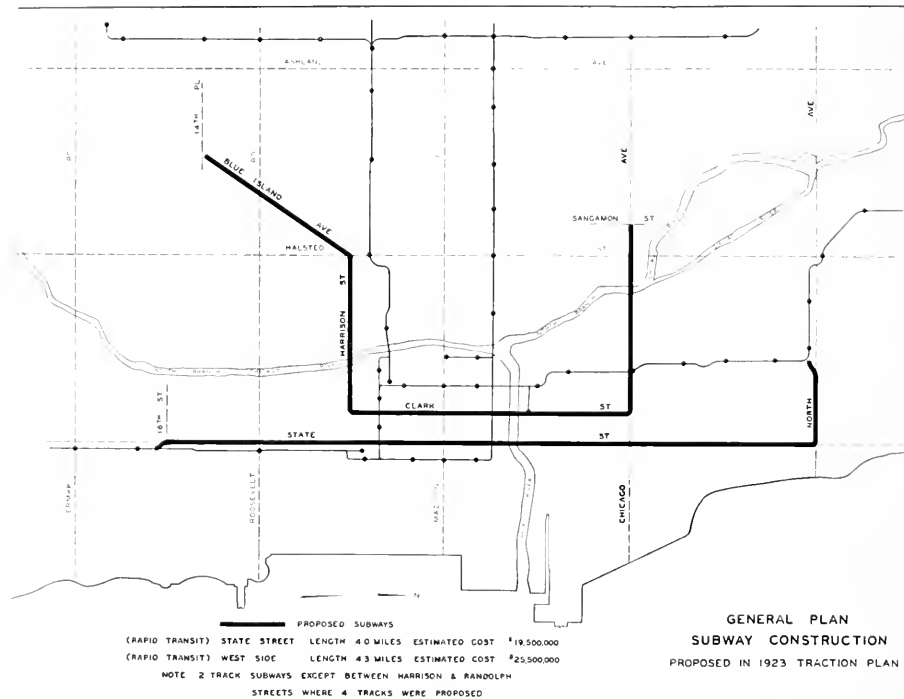 ASHLAND AVE
14TH PL
BLUE ISLAND AVE
AVE
AVE
SANGAMON ST
HALSTED ST
HARRISON ST
CLARK ST
16TH ST
STATE ST
NORTH
CERMAK
ROOSEVELT
CHICAGO
N
PROPOSED SUBWAYS
(RAPID TRANSIT) STATE STREET LENGTH 4.0 MILES ESTIMATED COST $19,500,000
(RAPID TRANSIT) WEST SIDE LENGTH 4.3 MILES ESTIMATED COST $25,500,000
NOTE 2 TRACK SUBWAYS EXCEPT BETWEEN HARRISON & RANDOLPH
STREETS WHERE 4 TRACKS WERE PROPOSED
GENERAL PLAN
SUBWAY CONSTRUCTION
PROPOSED IN 1923 TRACTION PLAN